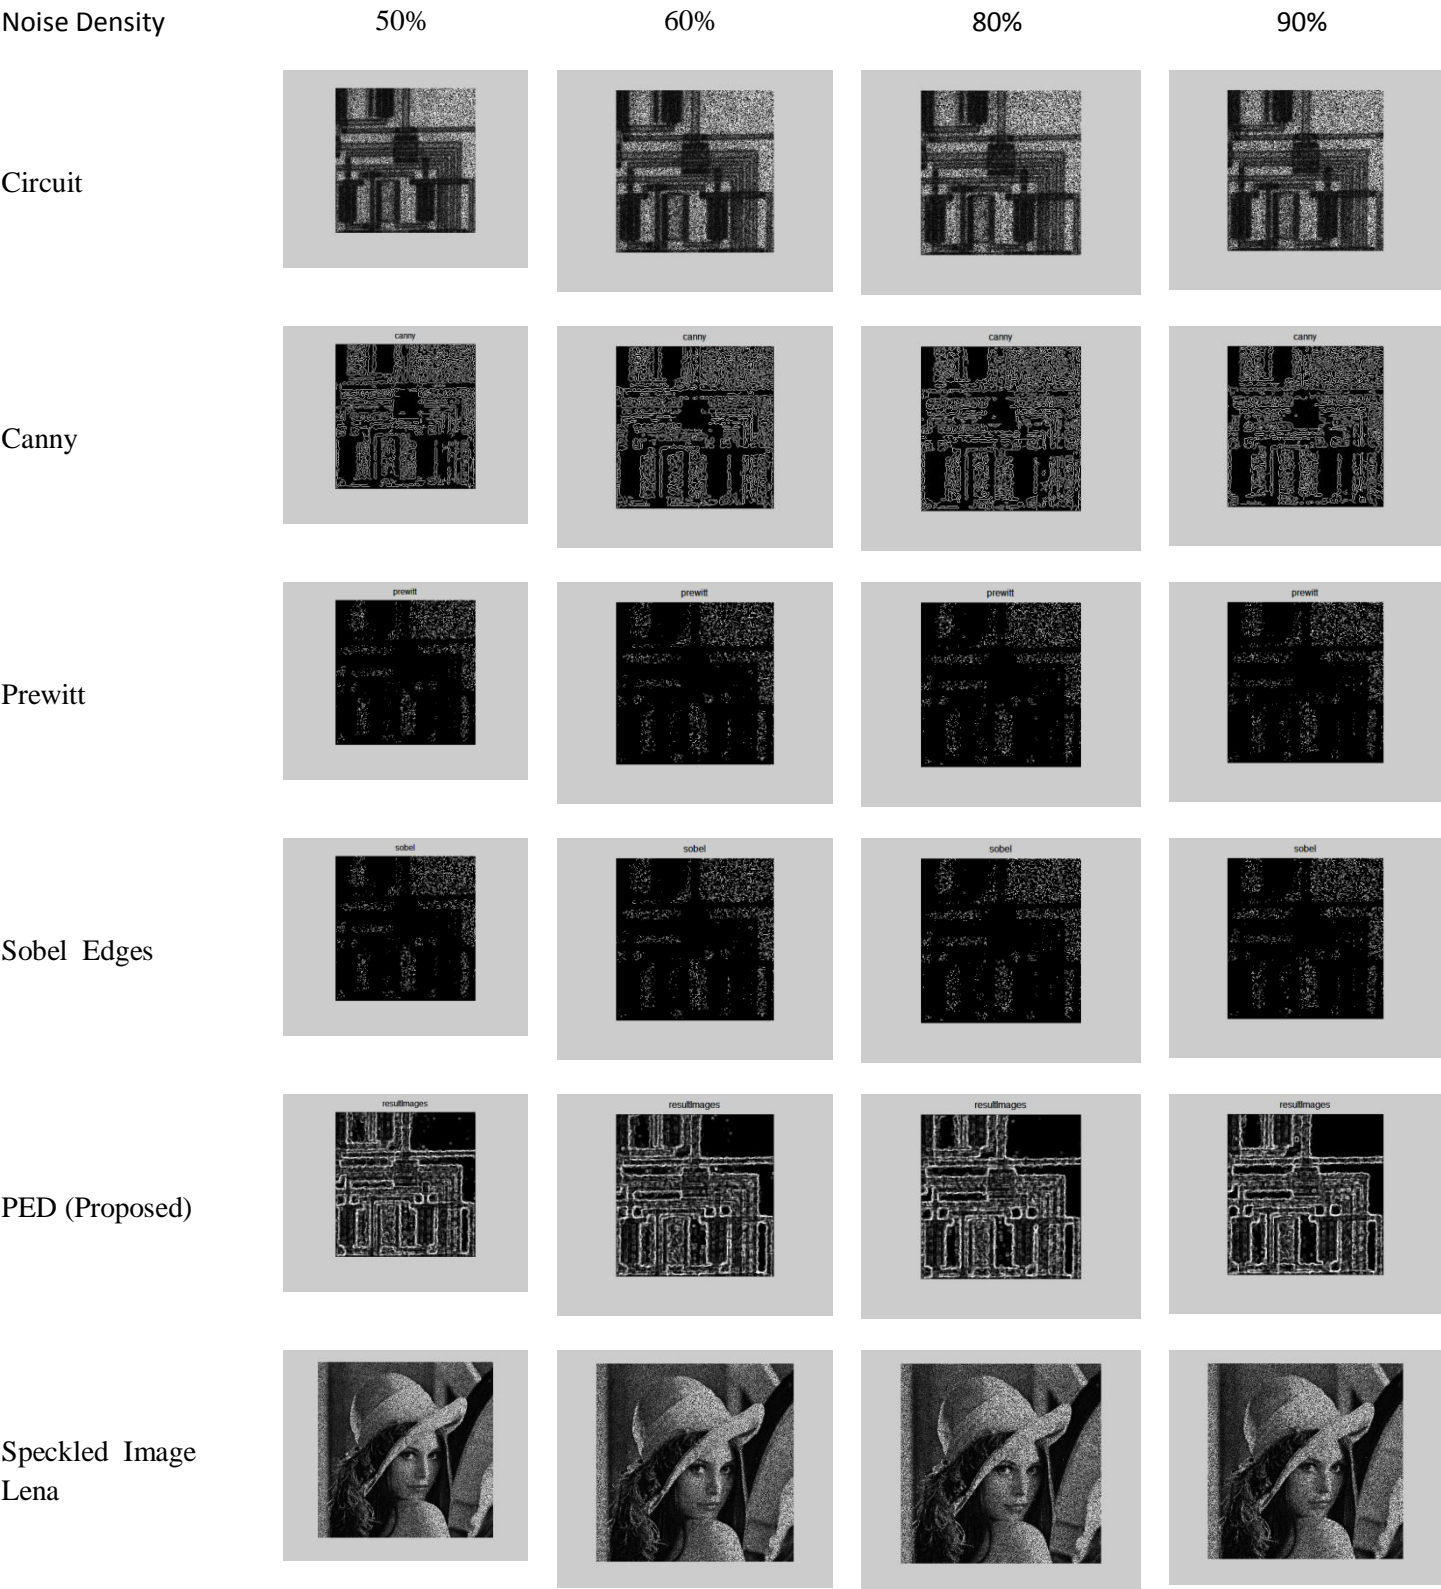 Noise Density 50% 60% 80% 90%
Circuit
canny canny canny canny
Canny
prewitt prewitt prewitt prewitt
Prewitt
sobel sobel sobel sobel
Sobel Edges
resultImages resultImages resultImages resultImages
PED (Proposed)
Speckled Image
Lena